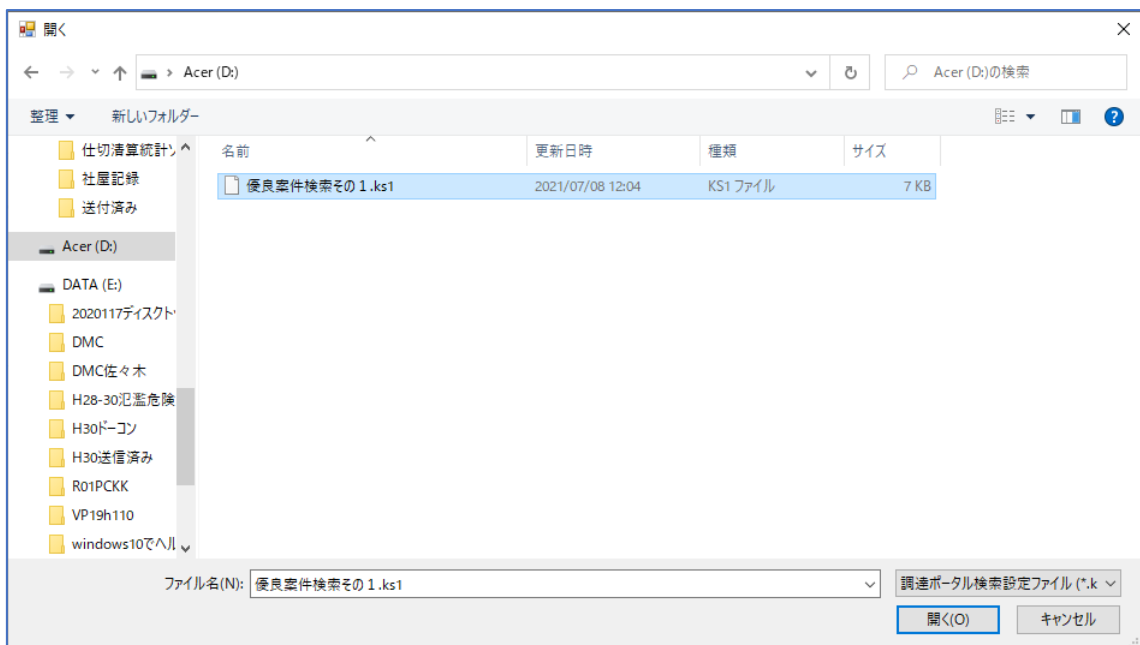 開く
Acer (D:)
Acer (D:)の検索
整理
新しいフォルダー
仕切清算統計ソ
社屋記録
送付済み
Acer (D:)
DATA (E:)
2020117ディスクト
DMC
DMC佐々木
H28-30氾濫危険
H30ドーコン
H30送信済み
R01PCKK
VP19h110
windows10でヘル
名前 更新日時 種類 サイズ
優良案件検索その１.ks1 2021/07/08 12:04 KS1 ファイル 7 KB
ファイル名(N): 優良案件検索その１.ks1 調達ポータル検索設定ファイル (*.k
開く(O) キャンセル